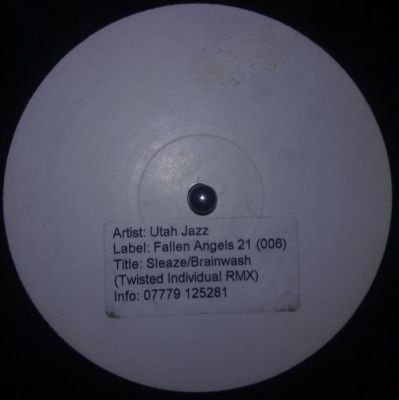 Artist: Utah Jazz
Label: Fallen Angels 21 (006)
Title: Sleaze/Brainwash
(Twisted Individual RMX)
Info: 07779 125281